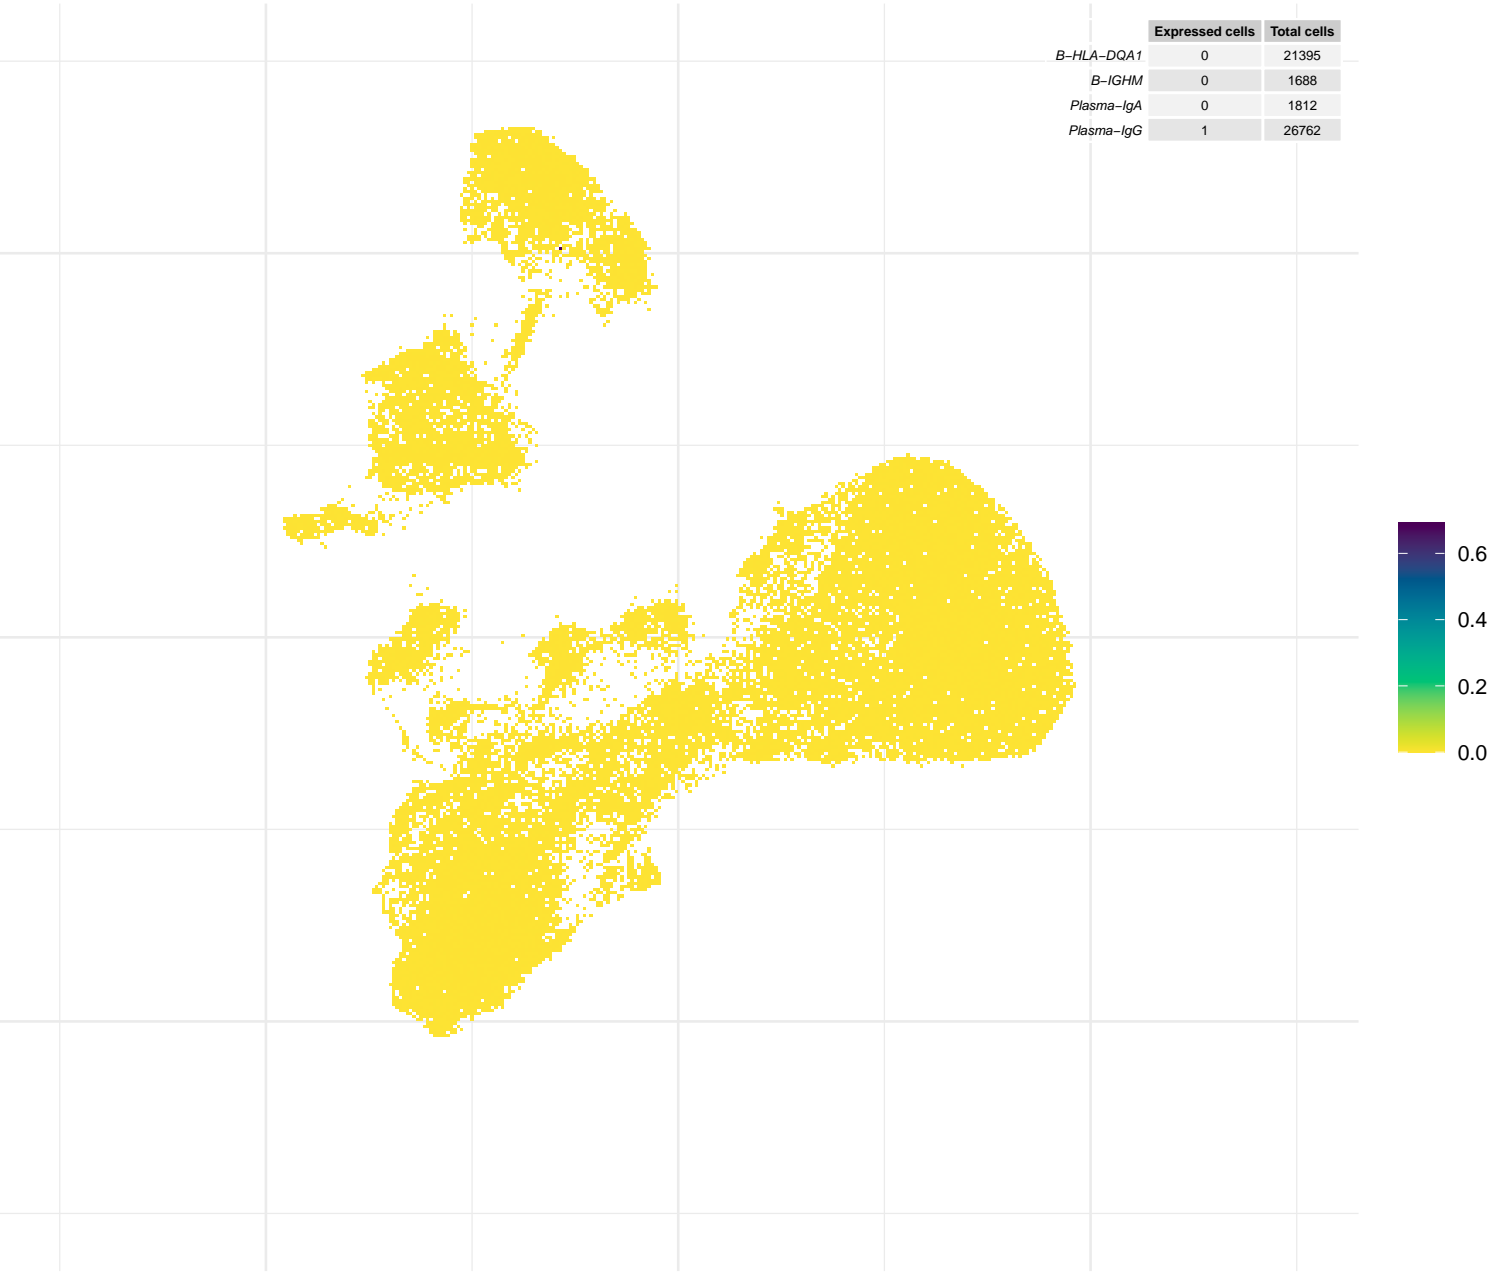 Expressed cells Total cells
B−HLA−DQA1 0 21395
B−IGHM 0 1688
Plasma−IgA 0 1812
Plasma−IgG 1 26762
0.6
0.4
0.2
0.0